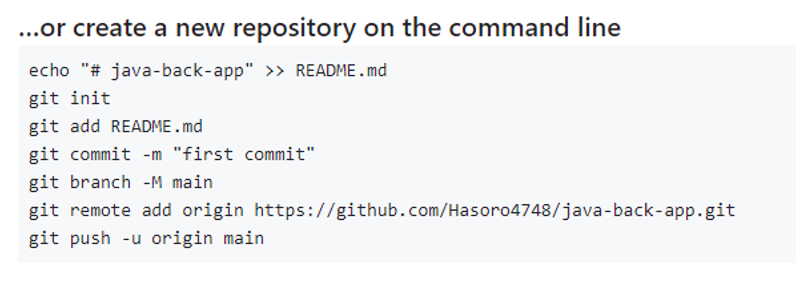 ...or create a new repository on the command line
echo "# java-back-app" >> README.md
git init
git add README.md
git commit -m "first commit"
git branch -M main
git remote add origin https://github.com/Hasoro4748/java-back-app.git
git push -u origin main